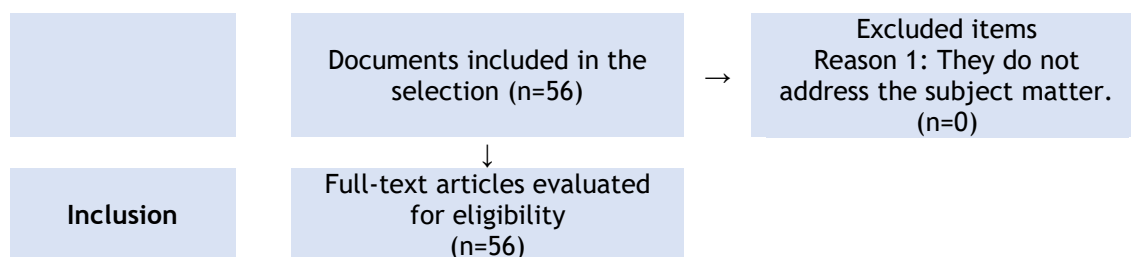 Documents included in the
selection (n=56)
→
Excluded items
Reason 1: They do not
address the subject matter.
(n=0)
↓
Inclusion
Full-text articles evaluated
for eligibility
(n=56)